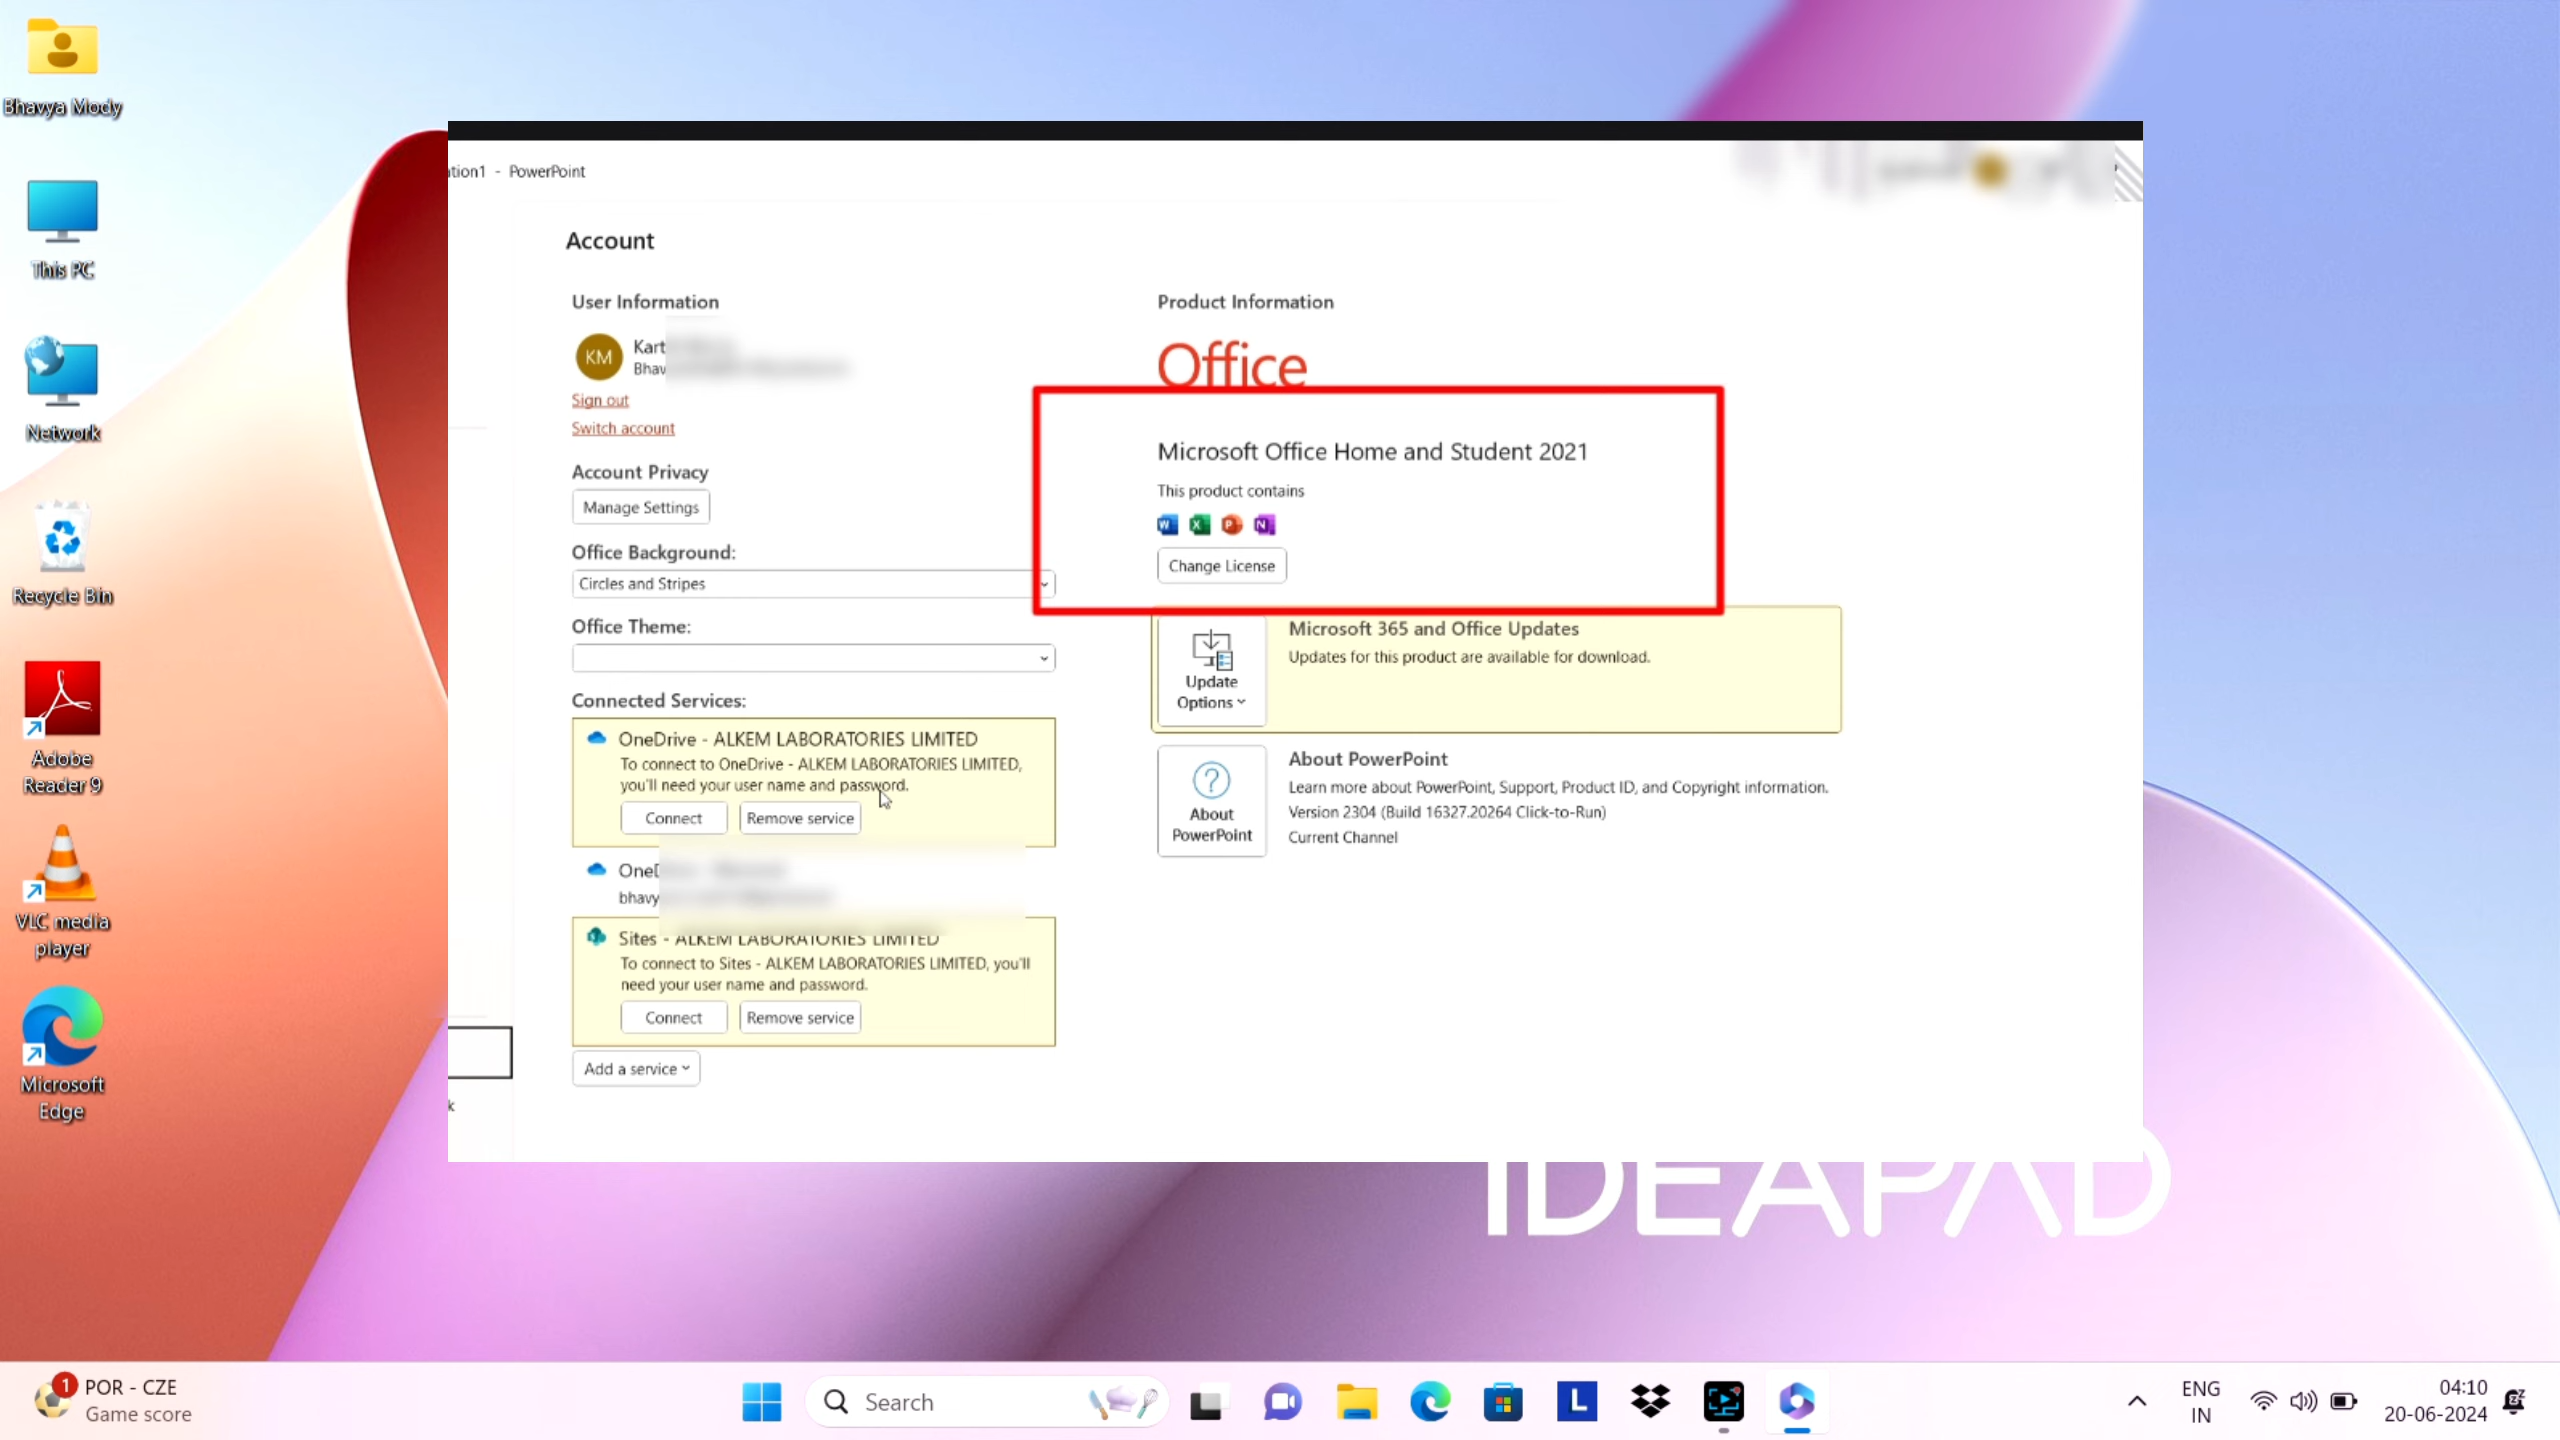 Bhavya Mody
This PC
Network
Recycle Bin
Adobe
Reader 9
VLC media
player
Microsoft
Edge
tion1 - PowerPoint
Account
User Information
KM
Kart
Bhav
Sign out
Switch account
Account Privacy
Manage Settings
Office Background:
Circles and Stripes
Office Theme:
Connected Services:
OneDrive - ALKEM LABORATORIES LIMITED
To connect to OneDrive - ALKEM LABORATORIES LIMITED,
you'll need your user name and password.
Connect
Remove service
One
bhavy
Sites - ALKEM LABORATORIES LIMITED
To connect to Sites - ALKEM LABORATORIES LIMITED, you'll
need your user name and password.
Connect
Remove service
Add a service
k
Product Information
Office
Microsoft Office Home and Student 2021
This product contains
Change License
Update
Options
Microsoft 365 and Office Updates
Updates for this product are available for download.
About
PowerPoint
About PowerPoint
Learn more about PowerPoint, Support, Product ID, and Copyright information.
Version 2304 (Build 16327.20264 Click-to-Run)
Current Channel
IDEAPAD
1
POR - CZE
Game score
Search
L
ENG
IN
04:10
20-06-2024